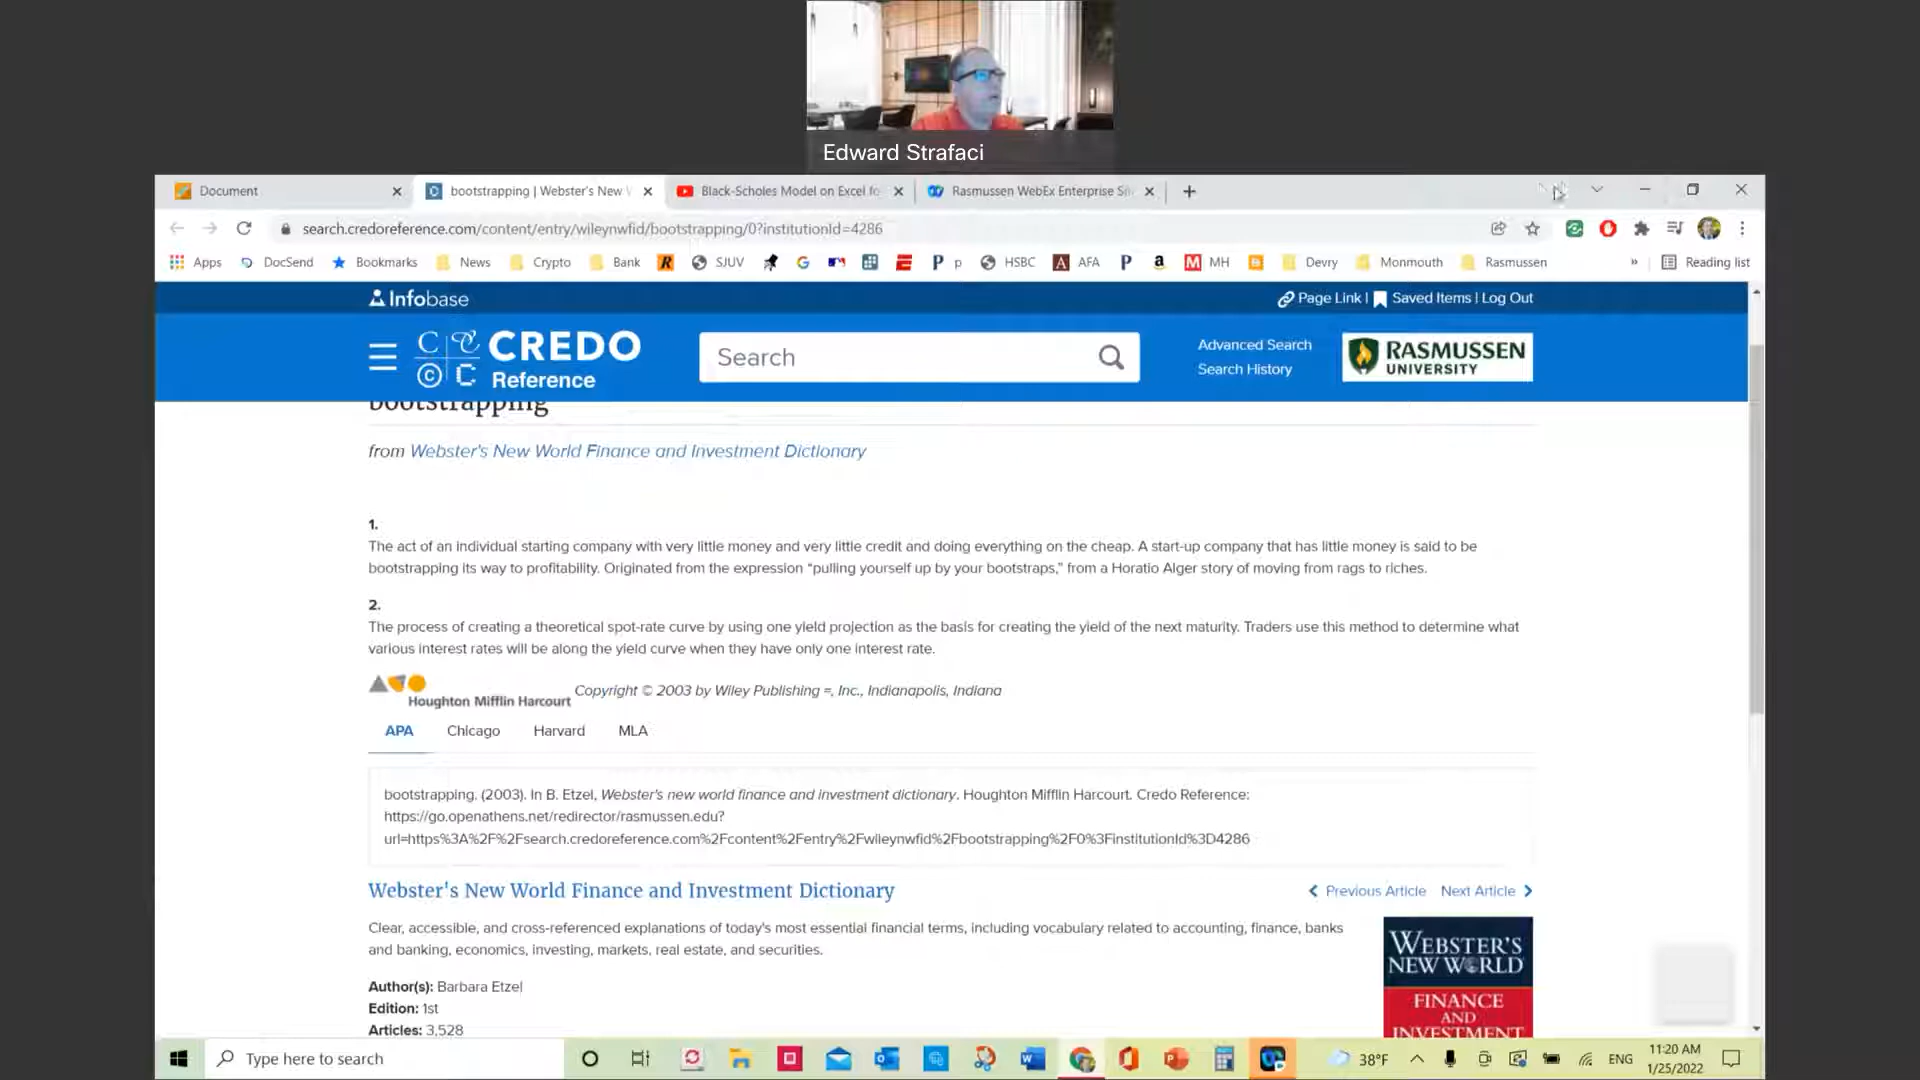 Edward Strafaci
Document
bootstrapping | Webster's New
Black-Scholes Model on Excel fo
Rasmussen WebEx Enterprise Sit
search.credoreference.com/content/entry/wileynwfid/bootstrapping/0?institutionId=4286
Apps DocSend Bookmarks News Crypto Bank SJUV p HSBC AFA MH Devry Monmouth Rasmussen » Reading list
Infobase
Page Link | Saved Items | Log Out
CREDO
Reference
Search
Advanced Search
Search History
RASMUSSEN
UNIVERSITY
bootstrapping
from Webster's New World Finance and Investment Dictionary
1.
The act of an individual starting company with very little money and very little credit and doing everything on the cheap. A start-up company that has little money is said to be
bootstrapping its way to profitability. Originated from the expression “pulling yourself up by your bootstraps,” from a Horatio Alger story of moving from rags to riches.
2.
The process of creating a theoretical spot-rate curve by using one yield projection as the basis for creating the yield of the next maturity. Traders use this method to determine what
various interest rates will be along the yield curve when they have only one interest rate.
Houghton Mifflin Harcourt
Copyright © 2003 by Wiley Publishing =, Inc., Indianapolis, Indiana
APA Chicago Harvard MLA
bootstrapping. (2003). In B. Etzel, Webster's new world finance and investment dictionary. Houghton Mifflin Harcourt. Credo Reference:
https://go.openathens.net/redirector/rasmussen.edu?
url=https%3A%2F%2Fsearch.credoreference.com%2Fcontent%2Fentry%2Fwileynwfid%2Fbootstrapping%2F0%3FinstitutionId%3D4286
Webster's New World Finance and Investment Dictionary
Previous Article Next Article
Clear, accessible, and cross-referenced explanations of today's most essential financial terms, including vocabulary related to accounting, finance, banks
and banking, economics, investing, markets, real estate, and securities.
Author(s): Barbara Etzel
Edition: 1st
Articles: 3,528
WEBSTER'S
NEW WORLD
FINANCE
AND
INVESTMENT
Type here to search
38°F
ENG
11:20 AM
1/25/2022